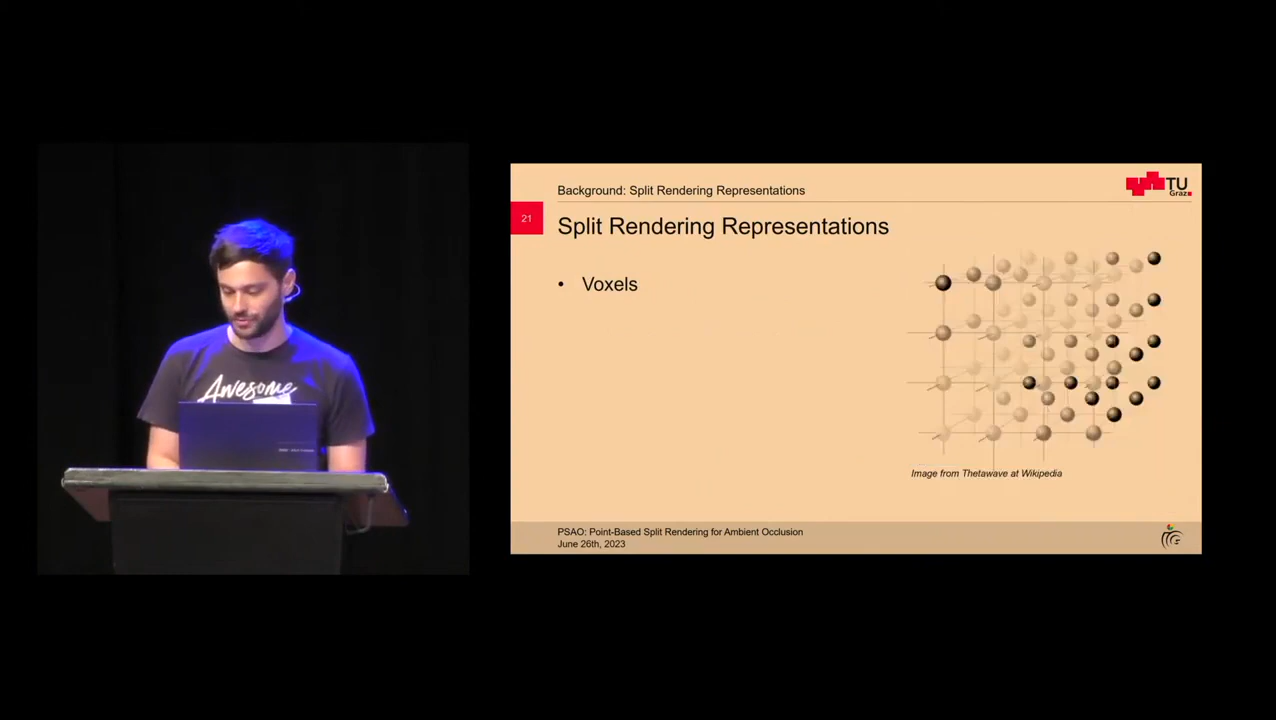 Background: Split Rendering Representations
TU
Graz
21
Split Rendering Representations
• Voxels
Image from Thetawave at Wikipedia
PSAO: Point-Based Split Rendering for Ambient Occlusion
June 26th, 2023
Awesome